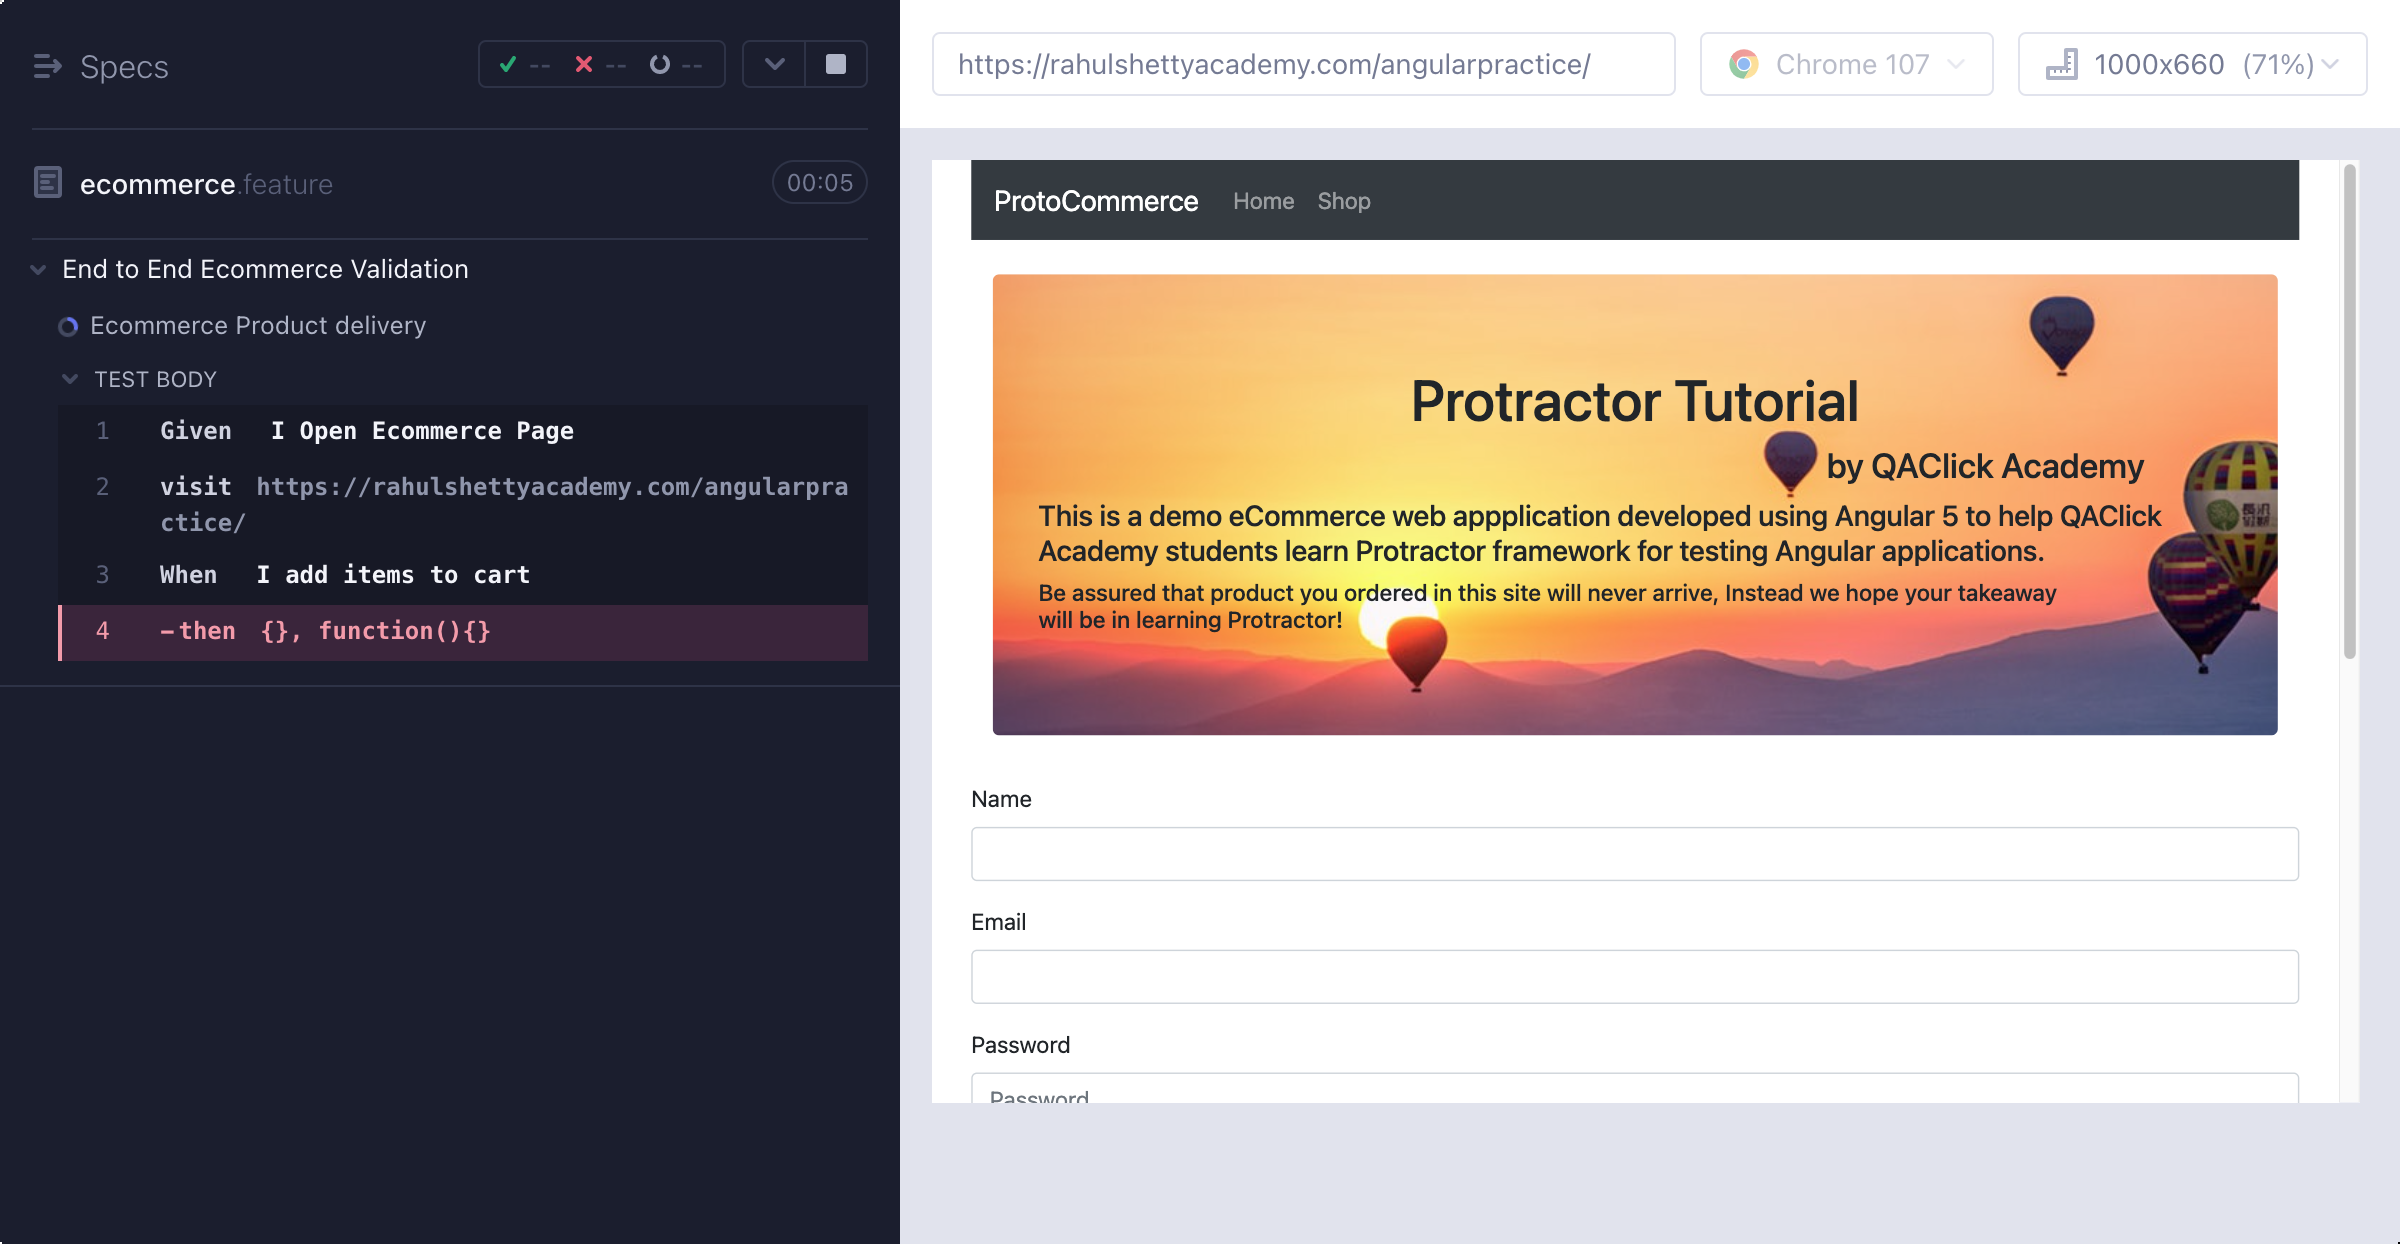 Specs
-- -- --
ecommerce.feature
00:05
End to End Ecommerce Validation
Ecommerce Product delivery
TEST BODY
1 Given I Open Ecommerce Page
2 visit https://rahulshettyacademy.com/angularpra
ctice/
3 When I add items to cart
4 -then {}, function(){}
https://rahulshettyacademy.com/angularpractice/
Chrome 107
1000x660 (71%)
ProtoCommerce Home Shop
Protractor Tutorial
by QAClick Academy
This is a demo eCommerce web appplication developed using Angular 5 to help QAClick
Academy students learn Protractor framework for testing Angular applications.
Be assured that product you ordered in this site will never arrive, Instead we hope your takeaway
will be in learning Protractor!
Name
Email
Password
Password